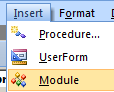 Insert Format D
Procedure...
UserForm
Module